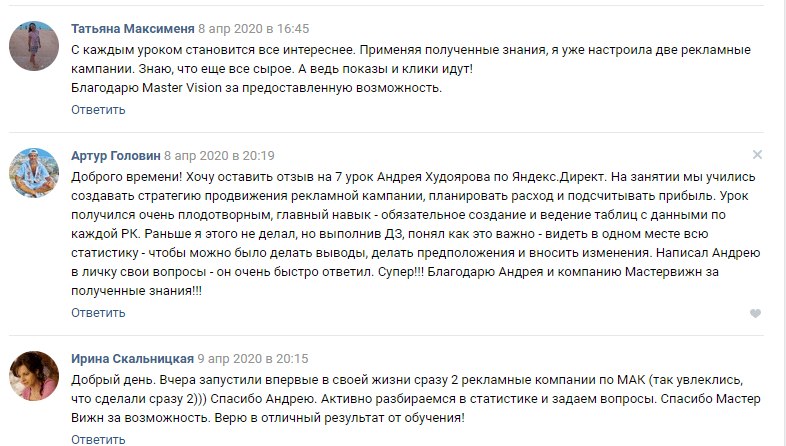 Татьяна Максименя 8 апр 2020 в 16:45
С каждым уроком становится все интереснее. Применяя полученные знания, я уже настроила две рекламные
кампании. Знаю, что еще все сырое. А ведь показы и клики идут!
Благодарю Master Vision за предоставленную возможность.
Ответить
Артур Головин 8 апр 2020 в 20:19
Доброго времени! Хочу оставить отзыв на 7 урок Андрея Худоярова по Яндекс.Директ. На занятии мы учились
создавать стратегию продвижения рекламной кампании, планировать расход и подсчитывать прибыль. Урок
получился очень плодотворным, главный навык - обязательное создание и ведение таблиц с данными по
каждой РК. Раньше я этого не делал, но выполнив ДЗ, понял как это важно - видеть в одном месте всю
статистику - чтобы можно было делать выводы, делать предположения и вносить изменения. Написал Андрею
в личку свои вопросы - он очень быстро ответил. Супер!!! Благодарю Андрея и компанию Мастервижн за
полученные знания!!!
Ответить
Ирина Скальницкая 9 апр 2020 в 20:15
Добрый день. Вчера запустили впервые в своей жизни сразу 2 рекламные компании по МАК (так увлеклись,
что сделали сразу 2))) Спасибо Андрею. Активно разбираемся в статистике и задаем вопросы. Спасибо Мастер
Вижн за возможность. Верю в отличный результат от обучения!
Ответить